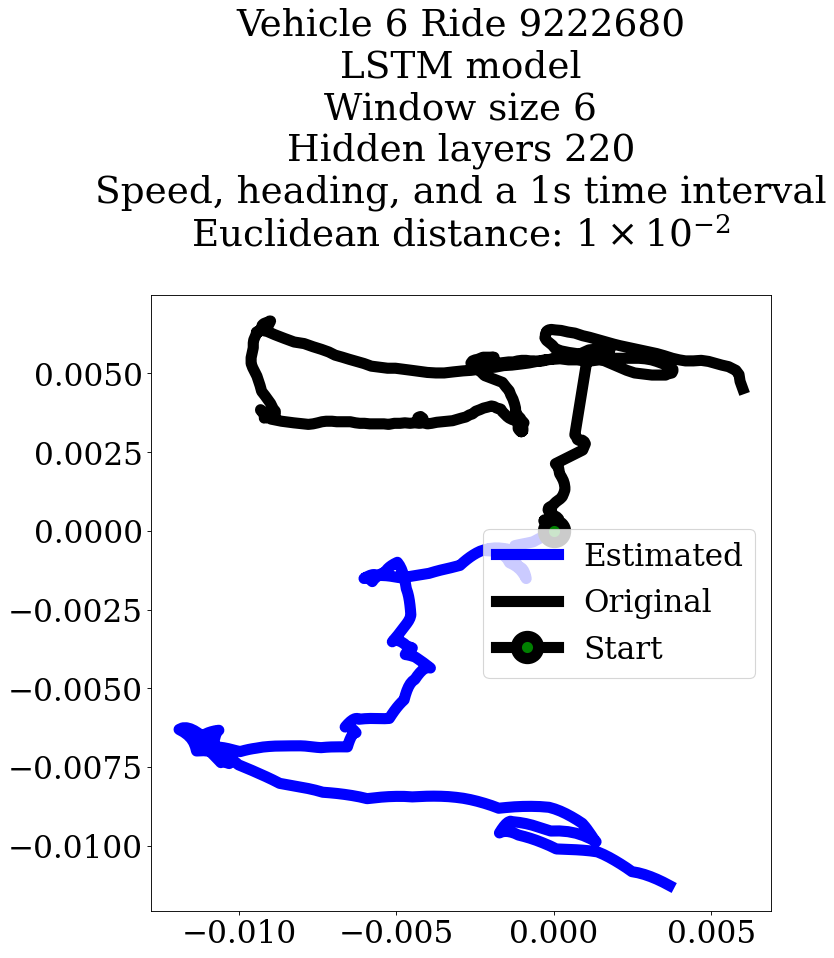 Vehicle 6 Ride 9222680
LSTM model
Window size 6
Hidden layers 220
Speed, heading, and a 1s time interval
Euclidean distance: 1 × 10⁻²
0.0050
0.0025
0.0000
−0.0025
−0.0050
−0.0075
−0.0100
Estimated
Original
Start
−0.010 −0.005 0.000 0.005